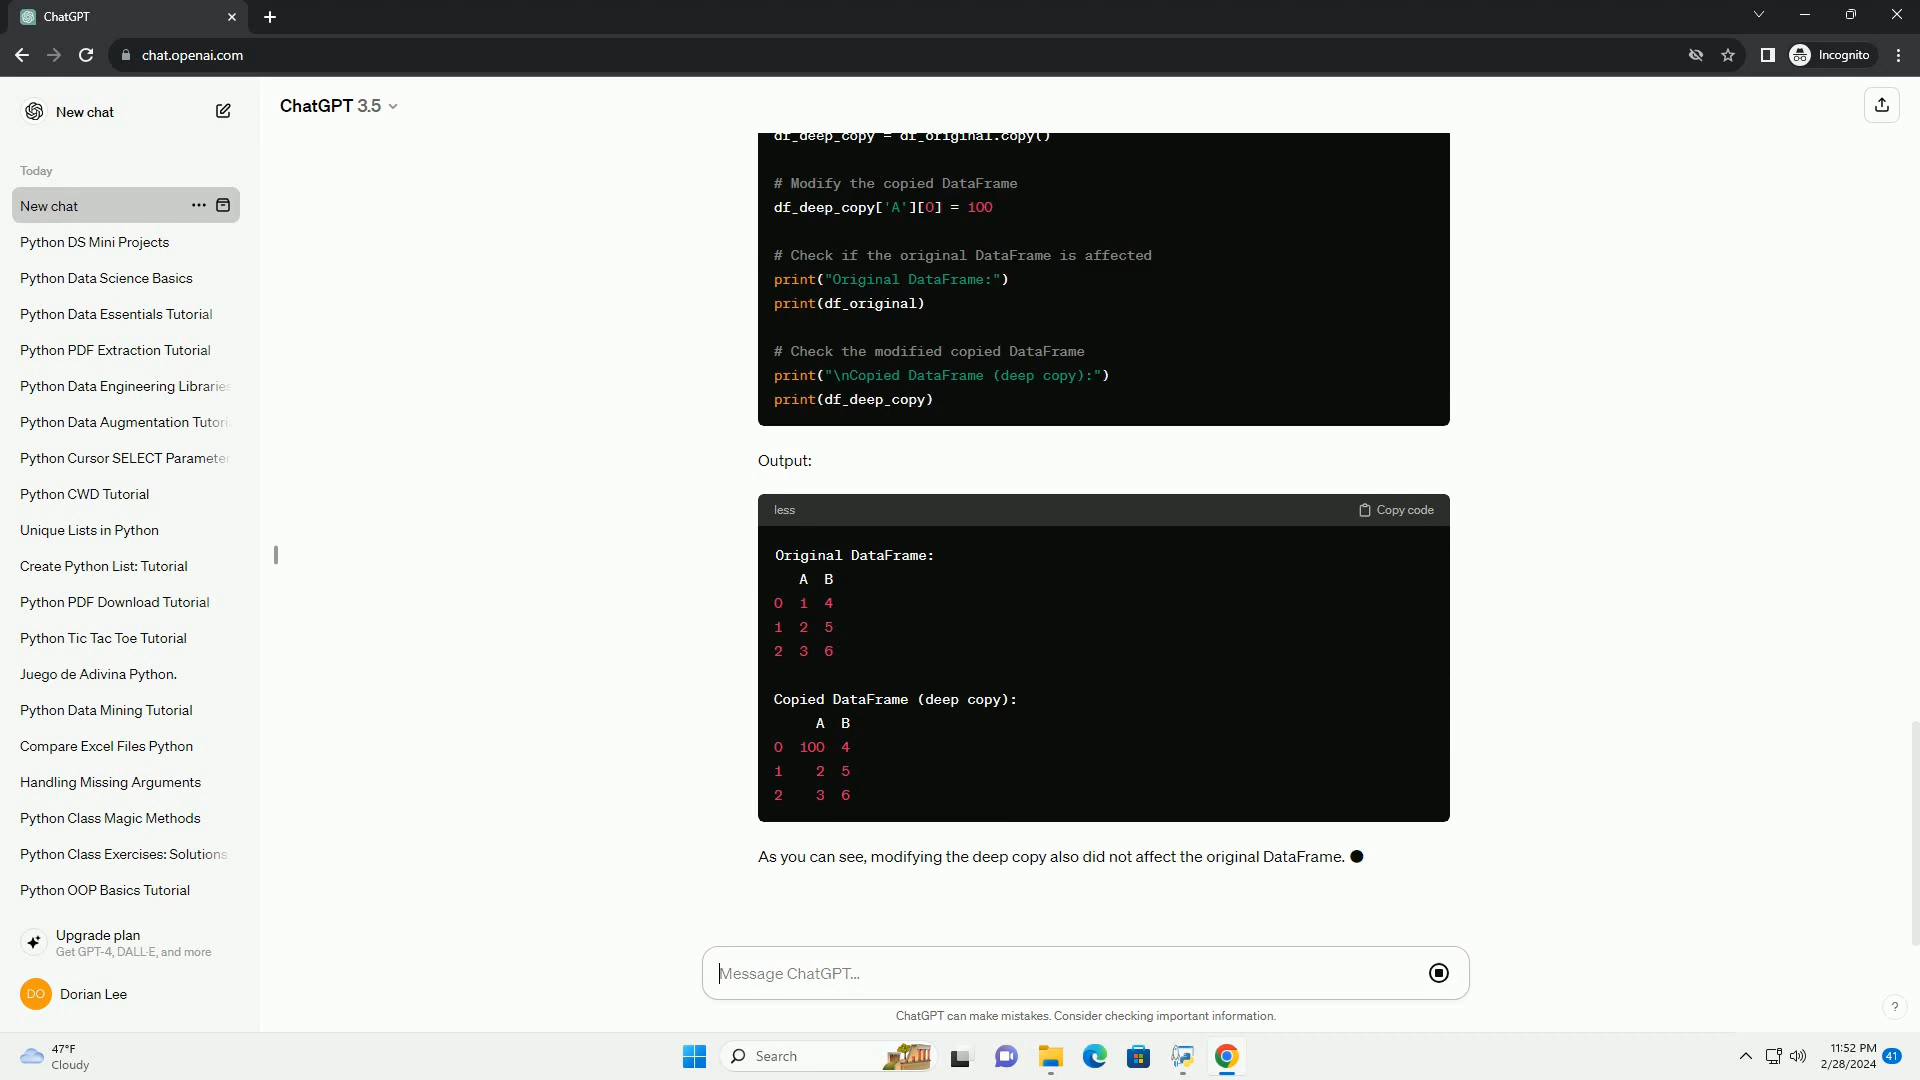 ChatGPT
chat.openai.com
Incognito
New chat
ChatGPT 3.5
Today
New chat
Python DS Mini Projects
Python Data Science Basics
Python Data Essentials Tutorial
Python PDF Extraction Tutorial
Python Data Engineering Libraries
Python Data Augmentation Tutori
Python Cursor SELECT Parameter
Python CWD Tutorial
Unique Lists in Python
Create Python List: Tutorial
Python PDF Download Tutorial
Python Tic Tac Toe Tutorial
Juego de Adivina Python.
Python Data Mining Tutorial
Compare Excel Files Python
Handling Missing Arguments
Python Class Magic Methods
Python Class Exercises: Solutions
Python OOP Basics Tutorial
Upgrade plan
Get GPT-4, DALL·E, and more
DO
Dorian Lee
df_deep_copy = df_original.copy()
# Modify the copied DataFrame
df_deep_copy['A'][0] = 100
# Check if the original DataFrame is affected
print("Original DataFrame:")
print(df_original)
# Check the modified copied DataFrame
print("\nCopied DataFrame (deep copy):")
print(df_deep_copy)
Output:
less
Copy code
Original DataFrame:
A B
0 1 4
1 2 5
2 3 6
Copied DataFrame (deep copy):
A B
0 100 4
1 2 5
2 3 6
As you can see, modifying the deep copy also did not affect the original DataFrame.
Message ChatGPT...
ChatGPT can make mistakes. Consider checking important information.
?
47°F
Cloudy
Search
11:52 PM
2/28/2024
41